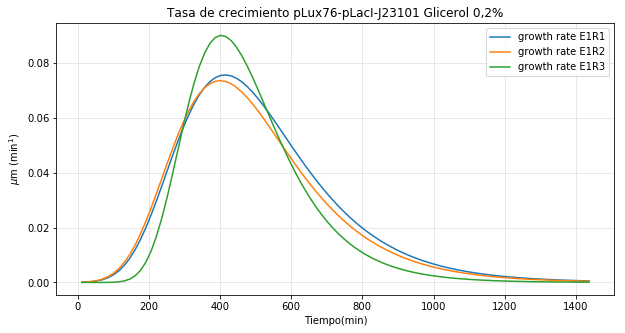 Tasa de crecimiento pLux76-pLacI-J23101 Glicerol 0,2%
growth rate E1R1
growth rate E1R2
growth rate E1R3
μm (min¹)
0.08
0.06
0.04
0.02
0.00
0 200 400 600 800 1000 1200 1400
Tiempo(min)